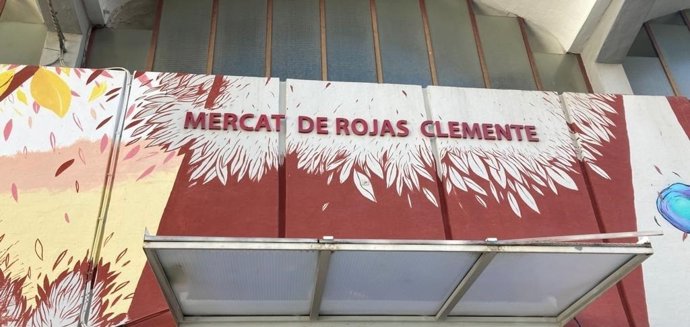 MERCAT DE ROJAS CLEMENTE